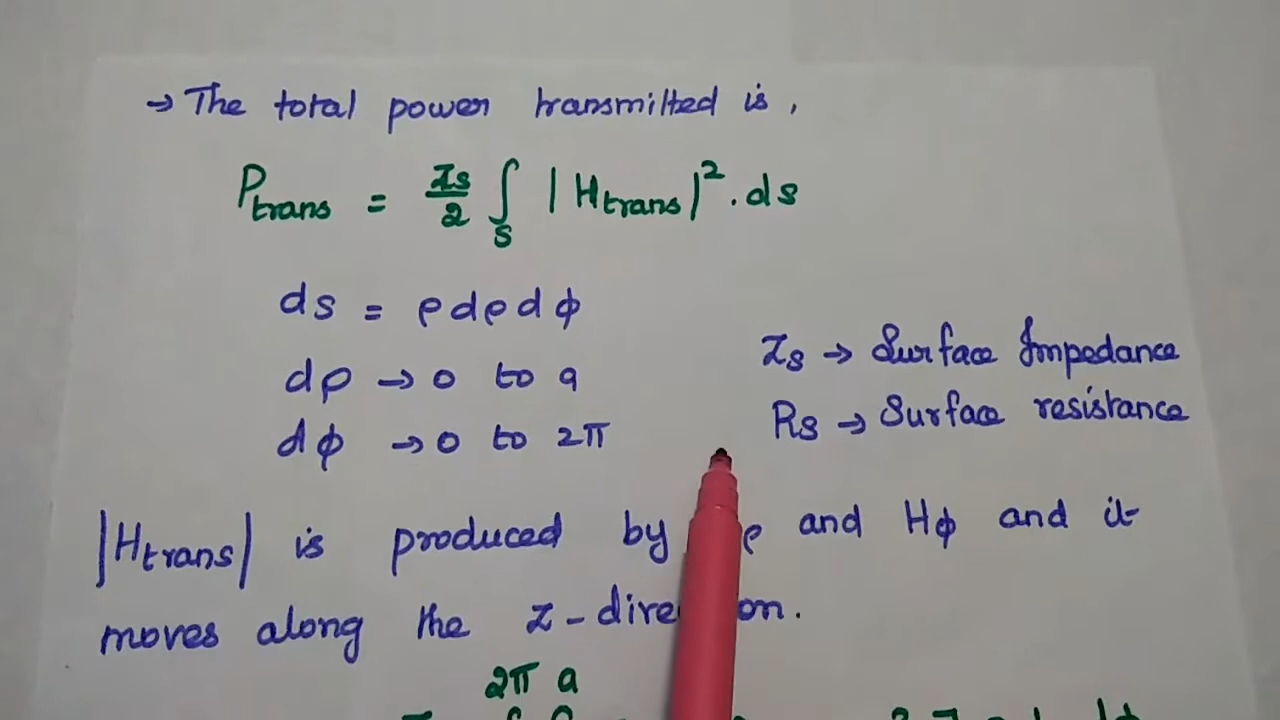 → The total power transmitted is,
P_trans = Zs/2 ∫_S |H_trans|². ds
ds = ρ dρ dϕ
dρ → 0 to a
dϕ → 0 to 2π
Zs → Surface Impedance
Rs → Surface resistance
|H_trans| is produced by ρ and Hϕ and it
moves along the z-direction.
2π a